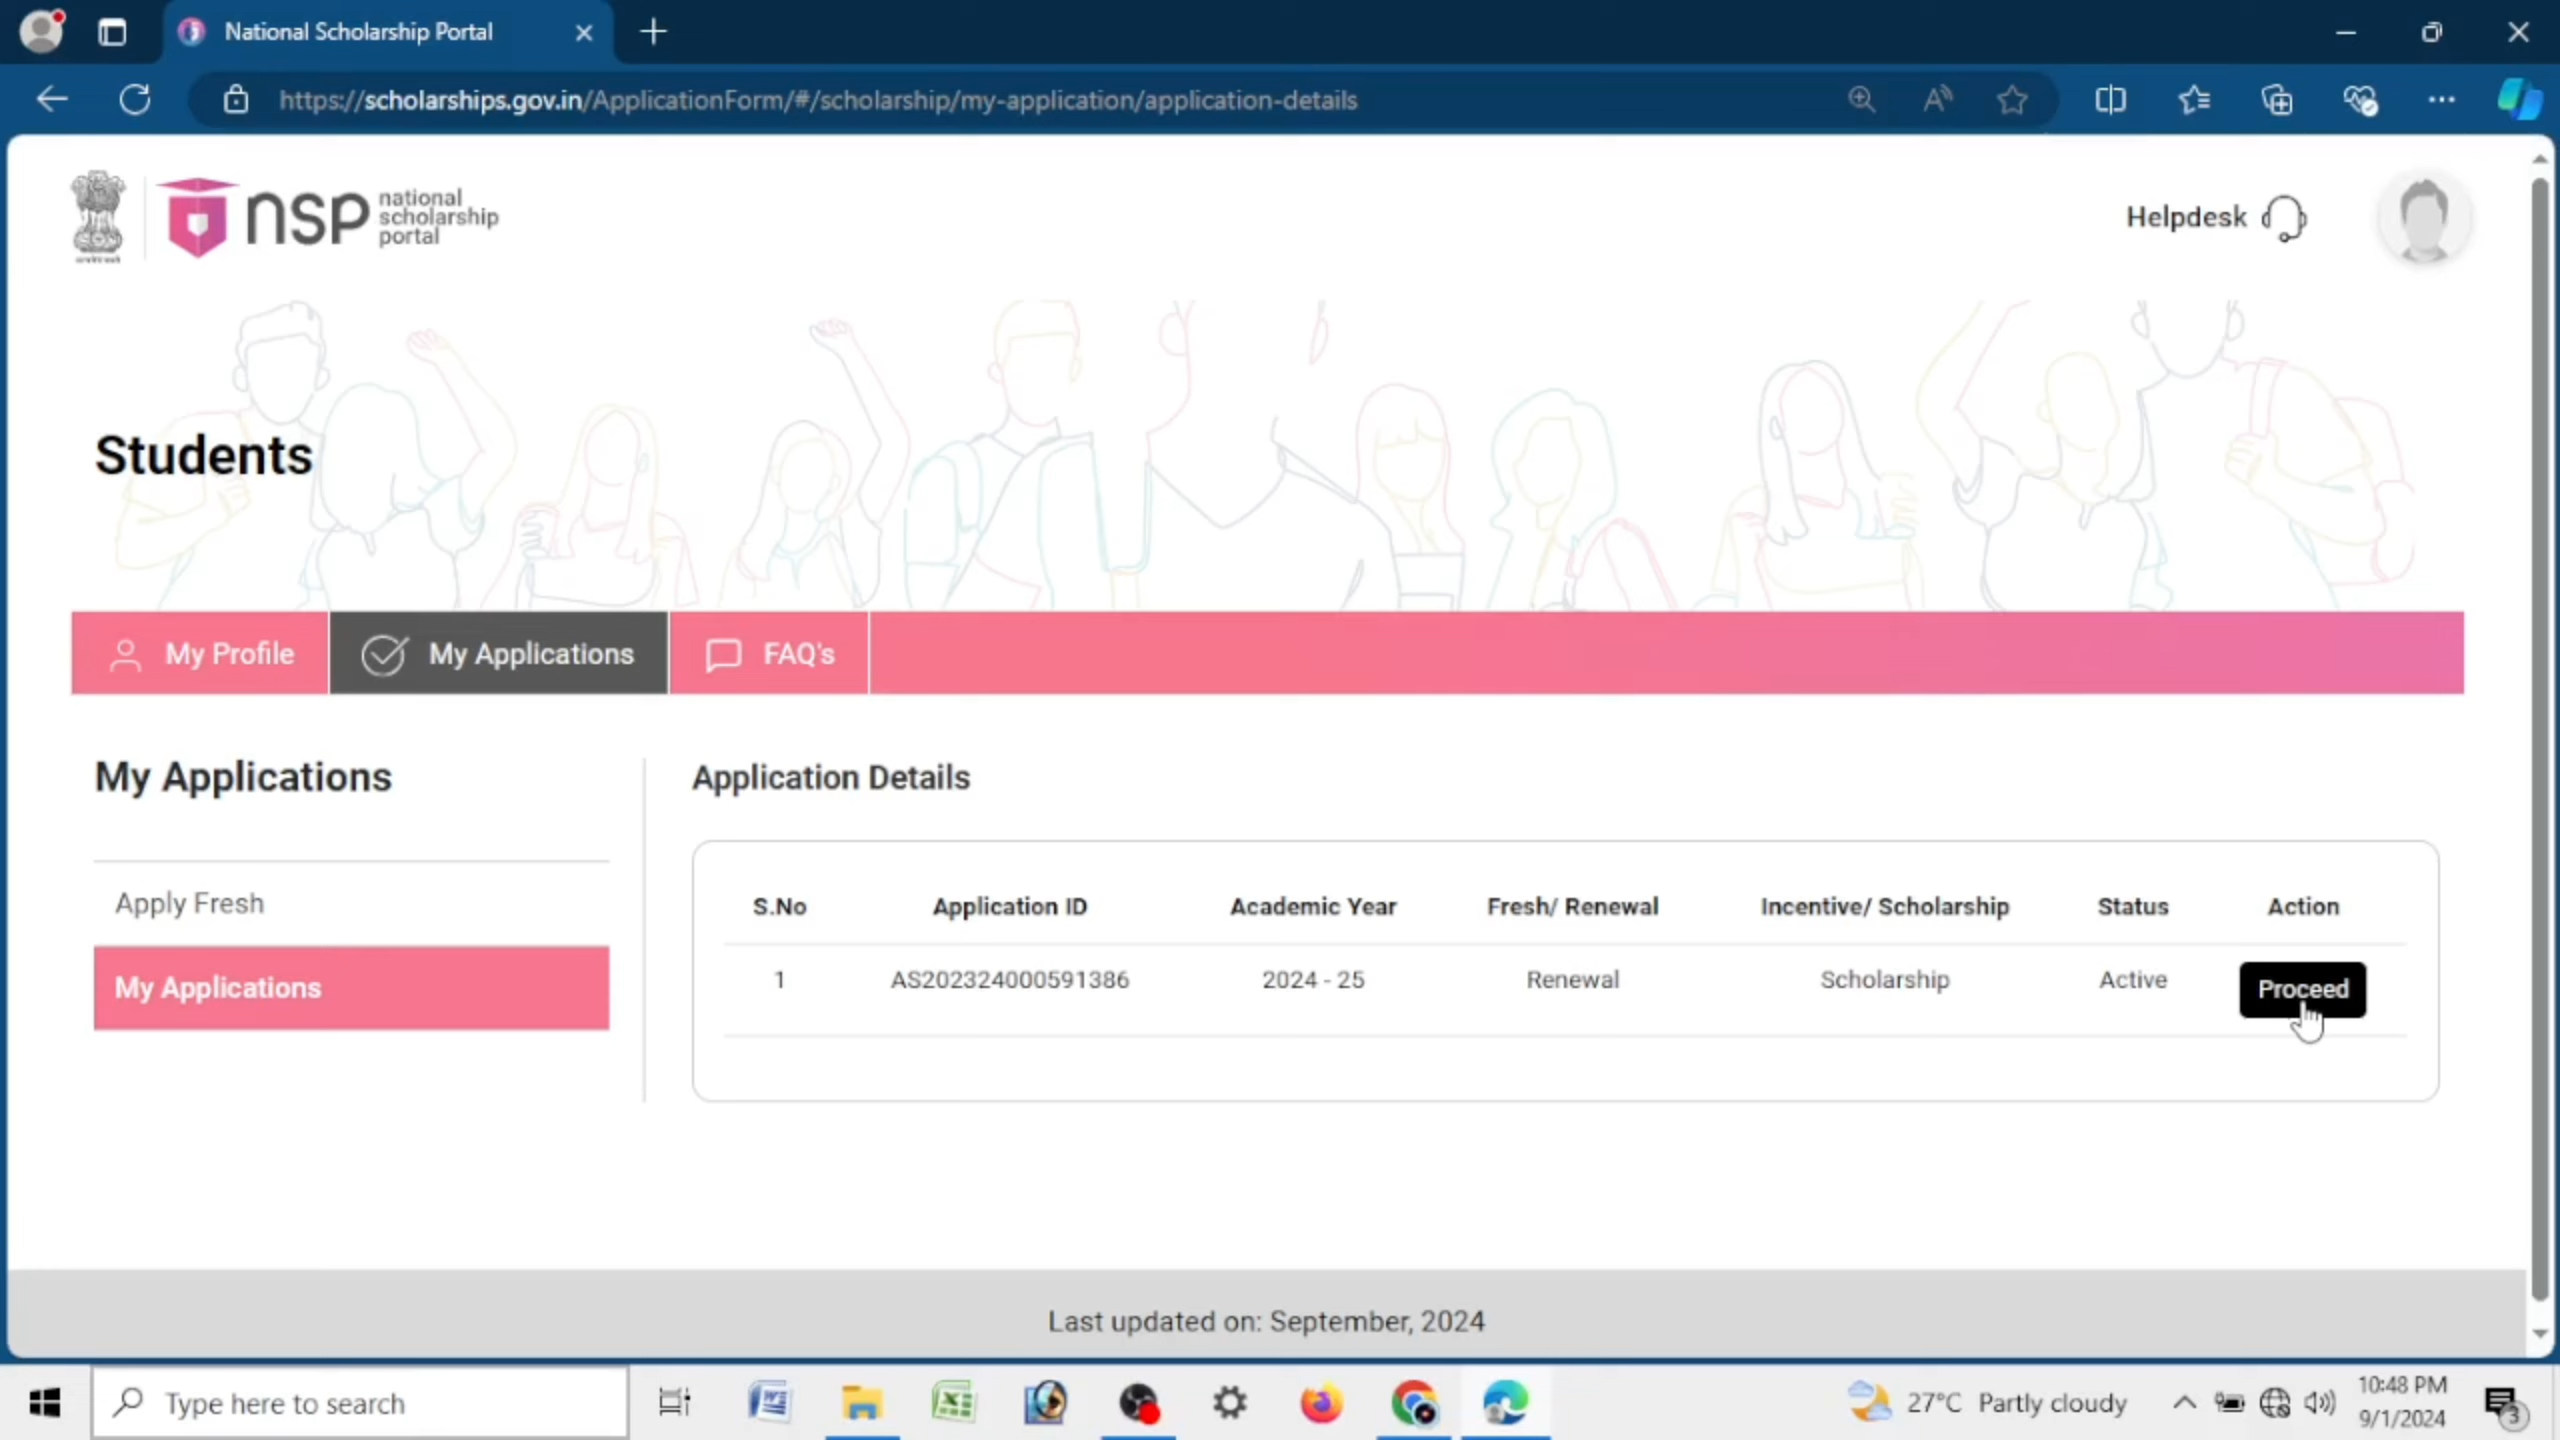 National Scholarship Portal
https://scholarships.gov.in/ApplicationForm/#/scholarship/my-application/application-details
nsp national scholarship portal
Helpdesk
Students
My Profile My Applications FAQ's
My Applications
Apply Fresh
My Applications
Application Details
S.No Application ID Academic Year Fresh/ Renewal Incentive/ Scholarship Status Action
1 AS202324000591386 2024 - 25 Renewal Scholarship Active Proceed
Last updated on: September, 2024
Type here to search
27°C Partly cloudy
10:48 PM
9/1/2024
3